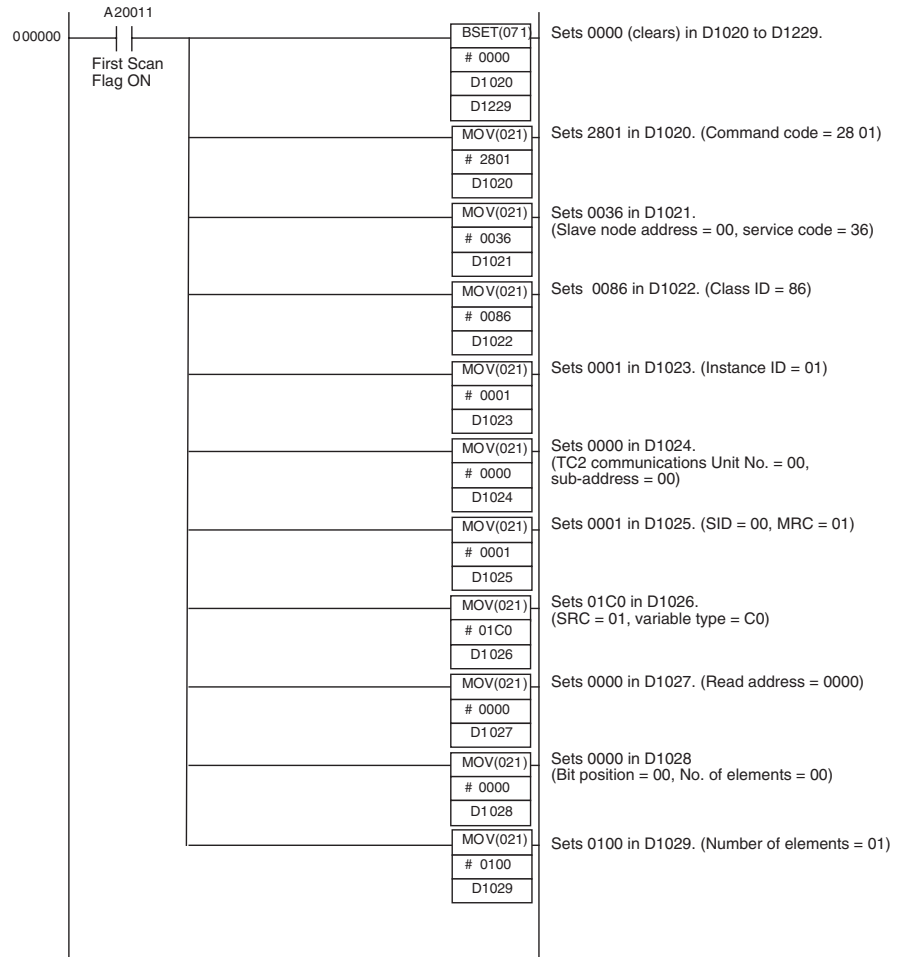 A20011
000000
First Scan
Flag ON
BSET(071)
# 0000
D1020
D1229
Sets 0000 (clears) in D1020 to D1229.
MOV(021)
# 2801
D1020
Sets 2801 in D1020. (Command code = 28 01)
MOV(021)
# 0036
D1021
Sets 0036 in D1021.
(Slave node address = 00, service code = 36)
MOV(021)
# 0086
D1022
Sets 0086 in D1022. (Class ID = 86)
MOV(021)
# 0001
D1023
Sets 0001 in D1023. (Instance ID = 01)
MOV(021)
# 0000
D1024
Sets 0000 in D1024.
(TC2 communications Unit No. = 00,
sub-address = 00)
MOV(021)
# 0001
D1025
Sets 0001 in D1025. (SID = 00, MRC = 01)
MOV(021)
# 01C0
D1026
Sets 01C0 in D1026.
(SRC = 01, variable type = C0)
MOV(021)
# 0000
D1027
Sets 0000 in D1027. (Read address = 0000)
MOV(021)
# 0000
D1028
Sets 0000 in D1028
(Bit position = 00, No. of elements = 00)
MOV(021)
# 0100
D1029
Sets 0100 in D1029. (Number of elements = 01)